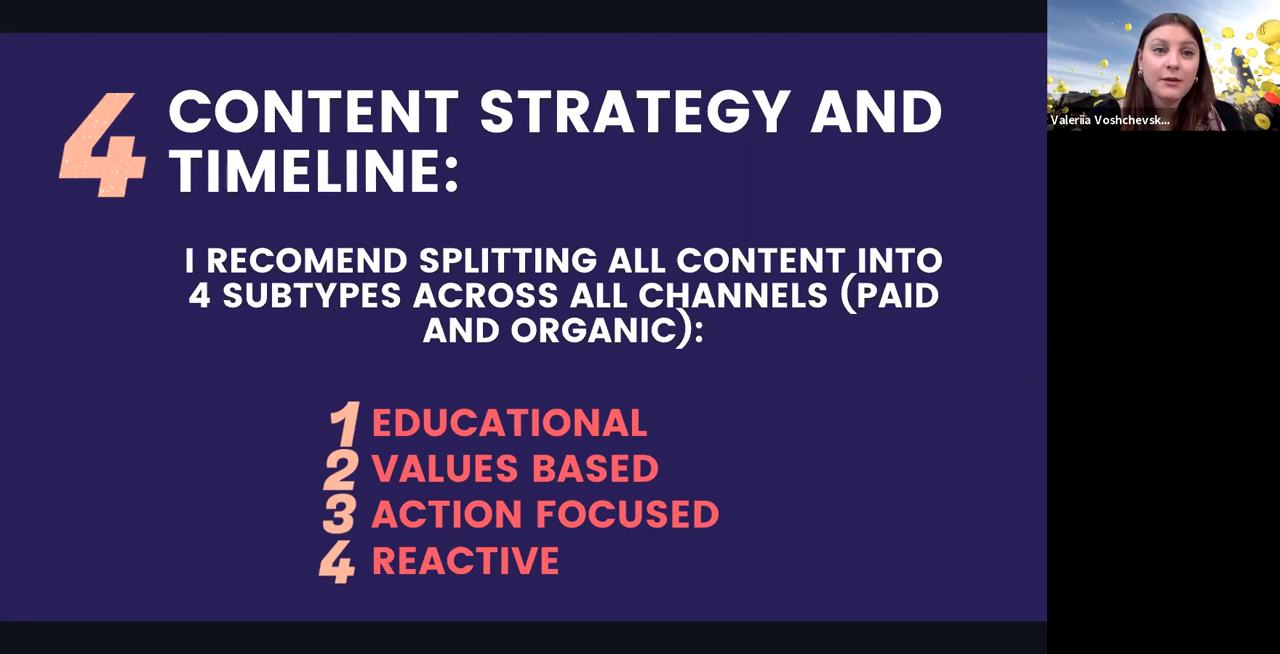 4 CONTENT STRATEGY AND
TIMELINE:
I RECOMEND SPLITTING ALL CONTENT INTO
4 SUBTYPES ACROSS ALL CHANNELS (PAID
AND ORGANIC):
1 EDUCATIONAL
2 VALUES BASED
3 ACTION FOCUSED
4 REACTIVE
Valeriia Voshchevsk...